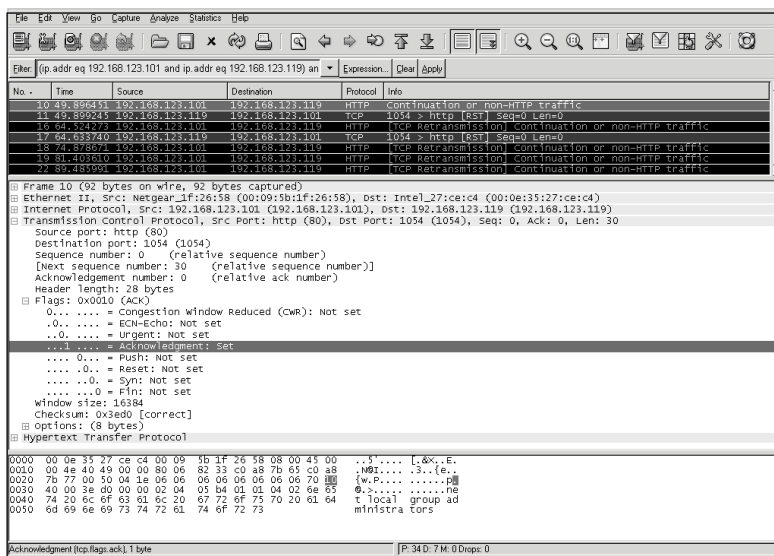 File Edit View Go Capture Analyze Statistics Help
Filter: (ip.addr eq 192.168.123.101 and ip.addr eq 192.168.123.119) an Expression... Clear Apply
No. - Time Source Destination Protocol Info
10 49.896451 192.168.123.101 192.168.123.119 HTTP Continuation or non-HTTP traffic
11 49.899245 192.168.123.119 192.168.123.101 TCP 1054 > http [RST] Seq=0 Len=0
16 64.524273 192.168.123.101 192.168.123.119 HTTP [TCP Retransmission] Continuation or non-HTTP traffic
17 64.633740 192.168.123.119 192.168.123.101 TCP 1054 > http [RST] Seq=0 Len=0
18 74.878671 192.168.123.101 192.168.123.119 HTTP [TCP Retransmission] Continuation or non-HTTP traffic
19 81.403610 192.168.123.101 192.168.123.119 HTTP [TCP Retransmission] Continuation or non-HTTP traffic
22 89.485991 192.168.123.101 192.168.123.119 HTTP [TCP Retransmission] Continuation or non-HTTP traffic
Frame 10 (92 bytes on wire, 92 bytes captured)
Ethernet II, Src: Netgear_1f:26:58 (00:09:5b:1f:26:58), Dst: Intel_27:ce:c4 (00:0e:35:27:ce:c4)
Internet Protocol, Src: 192.168.123.101 (192.168.123.101), Dst: 192.168.123.119 (192.168.123.119)
Transmission Control Protocol, Src Port: http (80), Dst Port: 1054 (1054), Seq: 0, Ack: 0, Len: 30
Source port: http (80)
Destination port: 1054 (1054)
Sequence number: 0 (relative sequence number)
[Next sequence number: 30 (relative sequence number)]
Acknowledgement number: 0 (relative ack number)
Header length: 28 bytes
Flags: 0x0010 (ACK)
0... .... = Congestion Window Reduced (CWR): Not set
.0.. .... = ECN-Echo: Not set
..0. .... = Urgent: Not set
...1 .... = Acknowledgment: Set
.... 0... = Push: Not set
.... .0.. = Reset: Not set
.... ..0. = Syn: Not set
.... ...0 = Fin: Not set
Window size: 16384
Checksum: 0x3ed0 [correct]
Options: (8 bytes)
Hypertext Transfer Protocol
0000 00 0e 35 27 ce c4 00 09 5b 1f 26 58 08 00 45 00 ..5'.... [.&X..E.
0010 00 4e 40 49 00 00 80 06 82 33 c0 a8 7b 65 c0 a8 .N@I.... .3..{e..
0020 7b 77 00 50 04 1e 06 06 06 06 06 06 06 06 70 10 {w.P.... ......p.
0030 40 00 3e d0 00 00 02 04 05 b4 01 01 04 02 6e 65 @.>..... ......ne
0040 74 20 6c 6f 63 61 6c 20 67 72 6f 75 70 20 61 64 t local group ad
0050 6d 69 6e 69 73 74 72 61 74 6f 72 73 ministra tors
Acknowledgment (tcp.flags.ack), 1 byte P: 34 D: 7 M: 0 Drops: 0